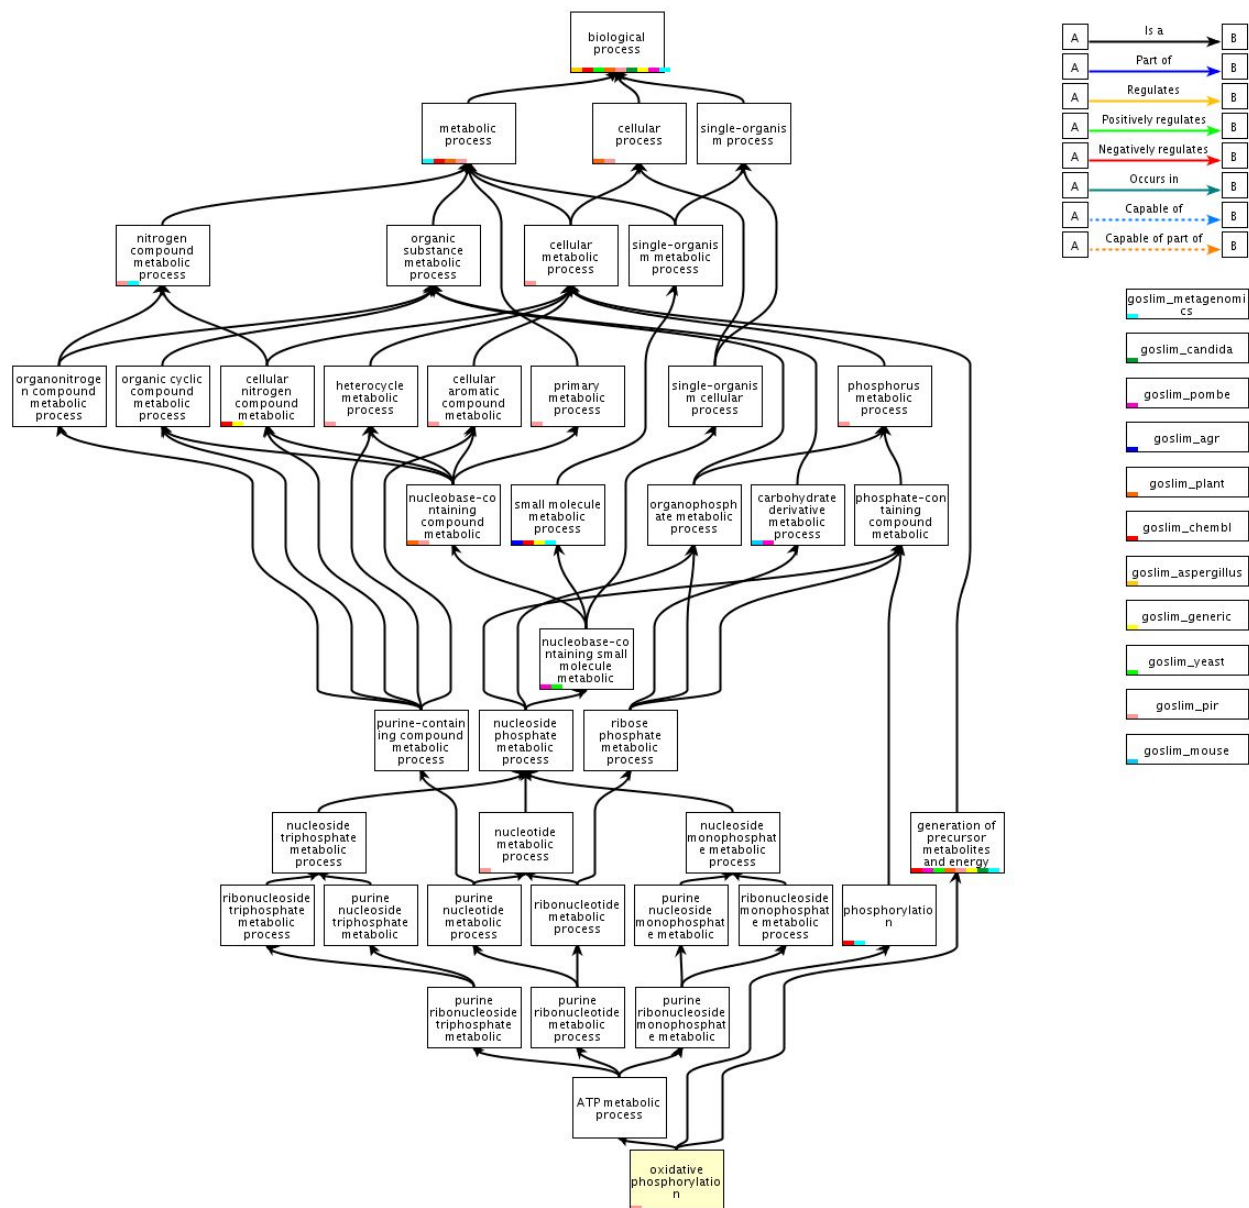 biological
process
metabolic
process
cellular
process
single-organis
m process
nitrogen
compound
metabolic
process
organic
substance
metabolic
process
cellular
metabolic
process
single-organis
m metabolic
process
organonitroge
n compound
metabolic
process
organic cyclic
compound
metabolic
process
cellular
nitrogen
compound
metabolic
heterocycle
metabolic
process
cellular
aromatic
compound
metabolic
primary
metabolic
process
single-organis
m cellular
process
phosphorus
metabolic
process
nucleobase-co
ntaining
compound
metabolic
small molecule
metabolic
process
organophosph
ate metabolic
process
carbohydrate
derivative
metabolic
process
phosphate-con
taining
compound
metabolic
nucleobase-co
ntaining small
molecule
metabolic
purine-contain
ing compound
metabolic
process
nucleoside
phosphate
metabolic
process
ribose
phosphate
metabolic
process
nucleoside
triphosphate
metabolic
process
nucleotide
metabolic
process
nucleoside
monophosphat
e metabolic
process
generation of
precursor
metabolites
and energy
ribonucleoside
triphosphate
metabolic
process
purine
nucleoside
triphosphate
metabolic
purine
nucleotide
metabolic
process
ribonucleotide
metabolic
process
purine
nucleoside
monophosphat
e metabolic
ribonucleoside
monophosphat
e metabolic
process
phosphorylatio
n
purine
ribonucleoside
triphosphate
metabolic
purine
ribonucleotide
metabolic
process
purine
ribonucleoside
monophosphat
e metabolic
ATP metabolic
process
oxidative
phosphorylatio
n
A Is a B
A Part of B
A Regulates B
A Positively regulates B
A Negatively regulates B
A Occurs in B
A Capable of B
A Capable of part of B
goslim_metagenomi
cs
goslim_candida
goslim_pombe
goslim_agr
goslim_plant
goslim_chembl
goslim_aspergillus
goslim_generic
goslim_yeast
goslim_pir
goslim_mouse